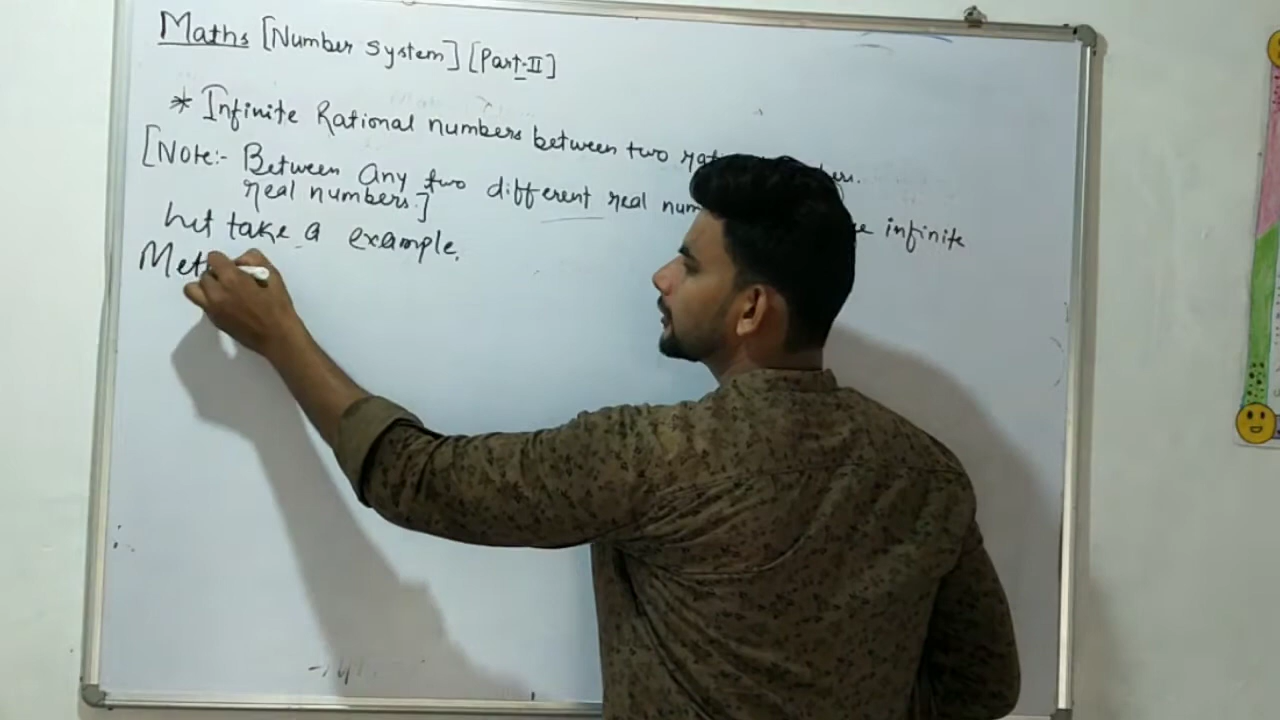 Maths [Number System] [Part-II]
* Infinite Rational numbers between two
[Note:- Between any two different real infinite
real numbers.]
let take a example.
Met